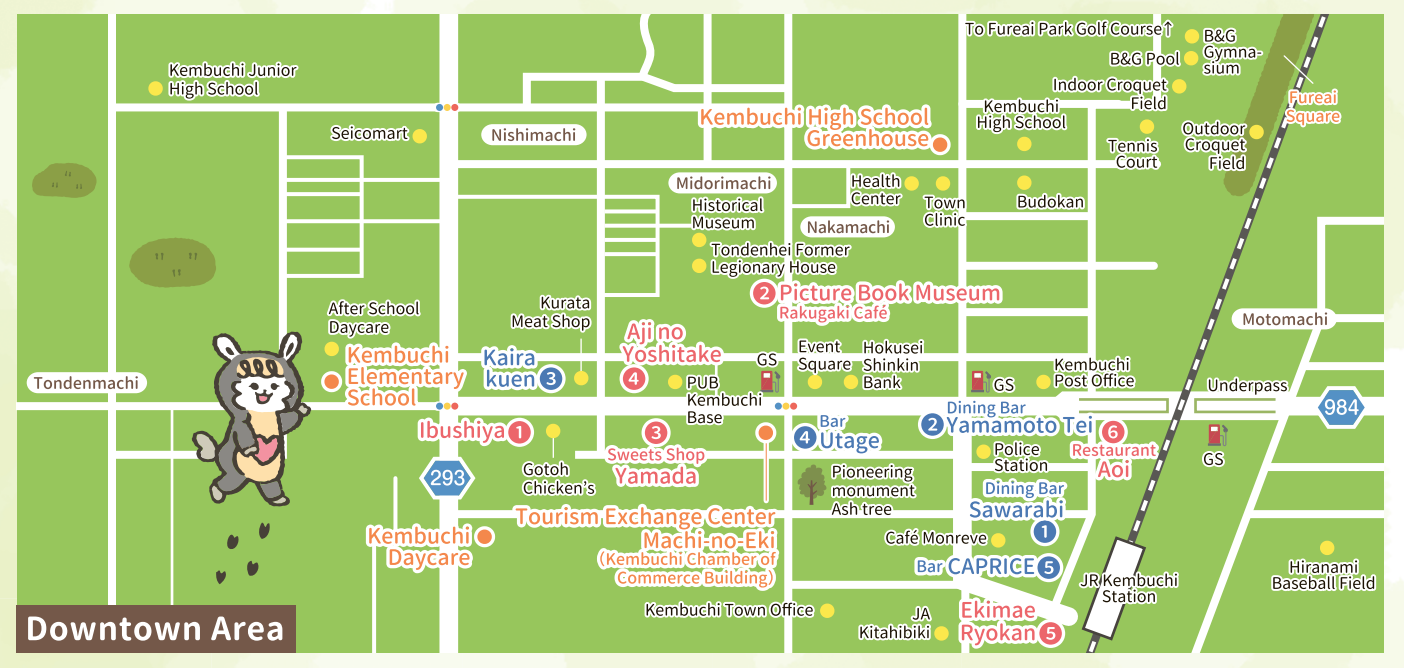 To Fureai Park Golf Course↑
B&G
Gymna-
sium
B&G Pool
Kembuchi Junior
High School
Indoor Croquet
Field
Fureai
Square
Kembuchi
High School
Kembuchi High School
Greenhouse
Seicomart
Nishimachi
Tennis
Court
Outdoor
Croquet
Field
Midorimachi
Health
Center
Town
Clinic
Budokan
Historical
Museum
Nakamachi
Tondenhei Former
Legionary House
2 Picture Book Museum
Rakugaki Café
After School
Daycare
Kurata
Meat Shop
Motomachi
Aji no
Yoshitake
4
Kembuchi
Elementary
School
Kaira
kuen 3
PUB
Kembuchi
Base
GS
Event
Square
Hokusei
Shinkin
Bank
GS
Kembuchi
Post Office
Underpass
984
Tondenmachi
Ibushiya 1
3
Sweets Shop
Yamada
Bar
4 Utage
Dining Bar
2 Yamamoto Tei
6
Restaurant
Aoi
GS
293
Gotoh
Chicken's
Pioneering
monument
Ash tree
Police
Station
Dining Bar
Sawarabi
1
Kembuchi
Daycare
Tourism Exchange Center
Machi-no-Eki
(Kembuchi Chamber of
Commerce Building)
Café Monreve
Bar CAPRICE 5
JR Kembuchi
Station
Hiranami
Baseball Field
Kembuchi Town Office
JA
Kitahibiki
Ekimae
Ryokan 5
Downtown Area